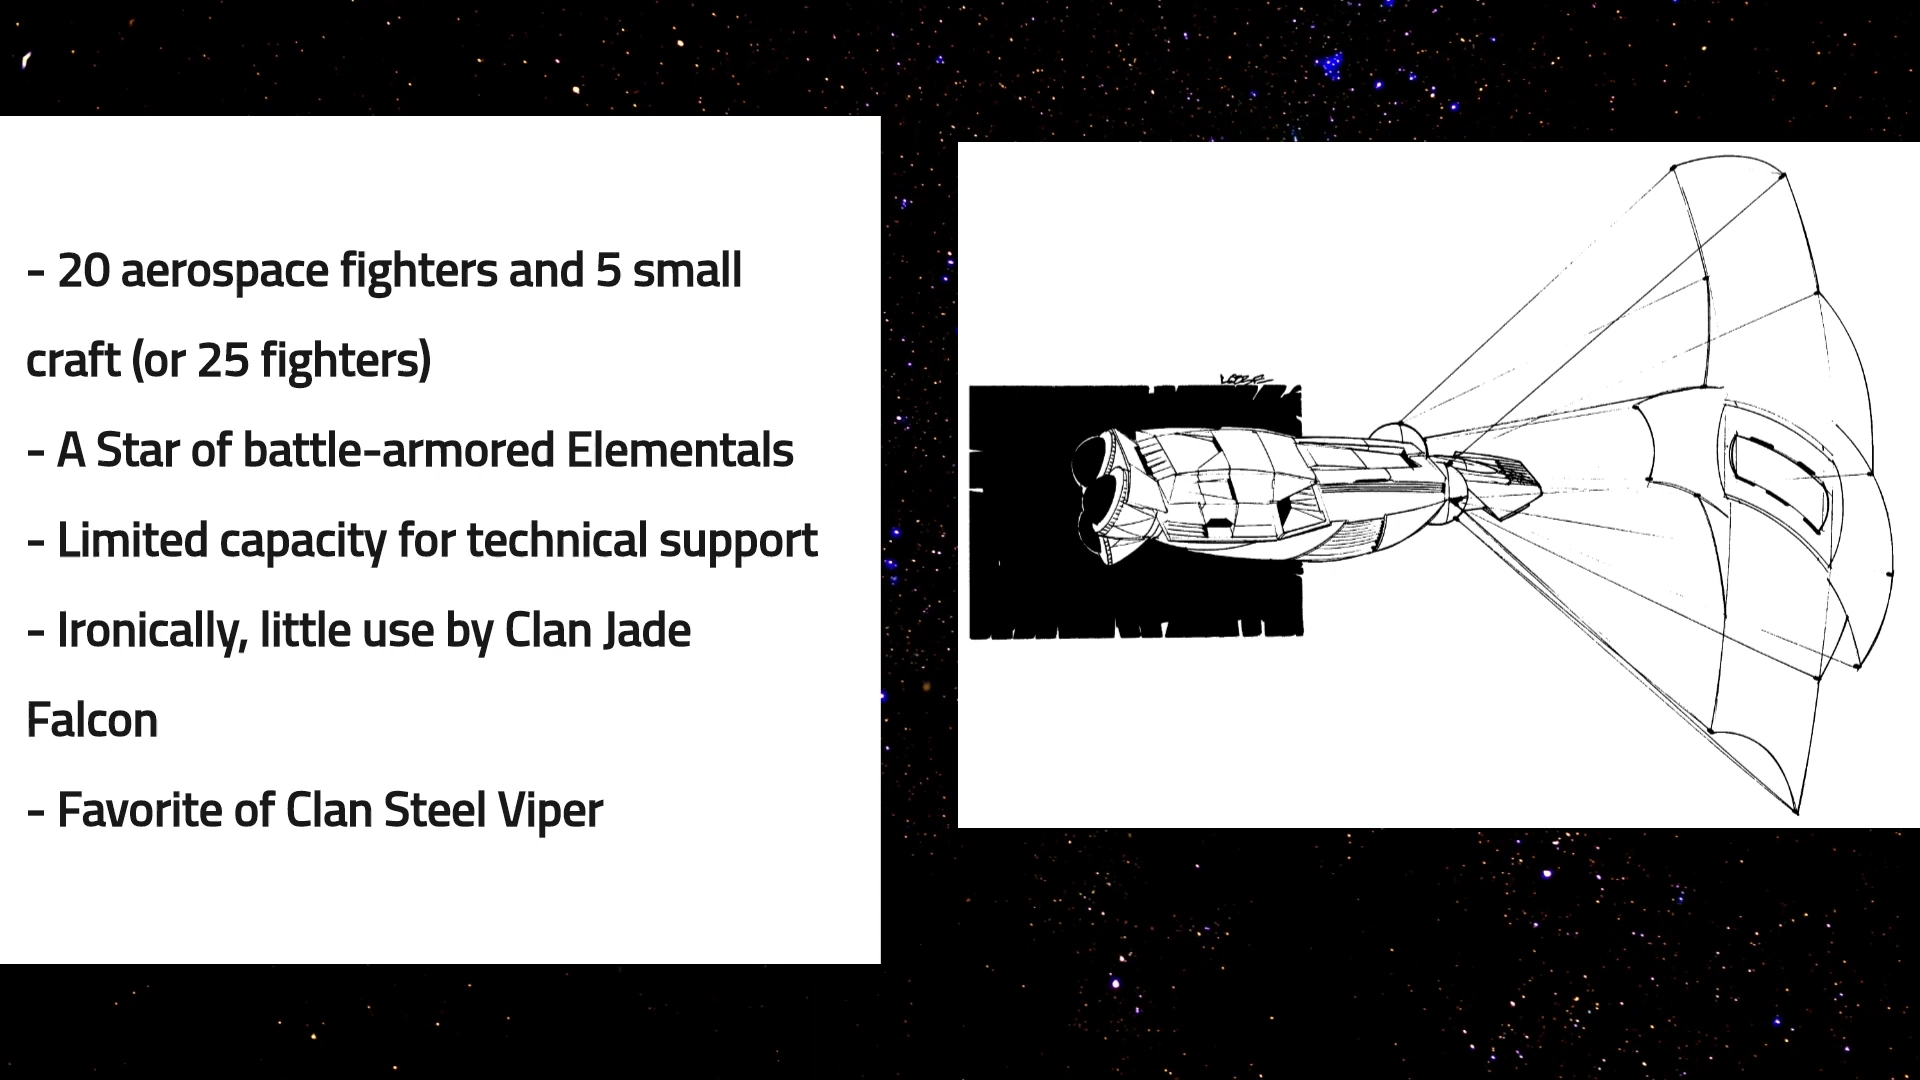 - 20 aerospace fighters and 5 small
craft (or 25 fighters)
- A Star of battle-armored Elementals
- Limited capacity for technical support
- Ironically, little use by Clan Jade
Falcon
- Favorite of Clan Steel Viper